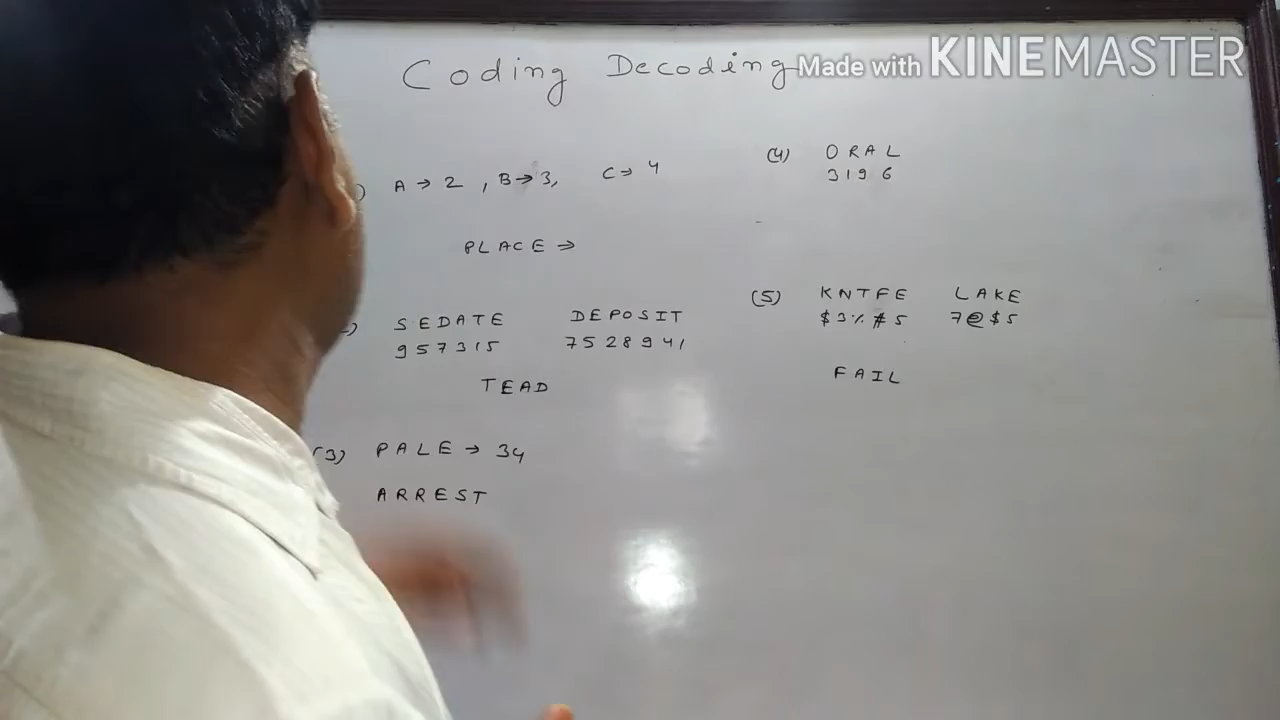 Coding Decoding
Made with KINEMASTER
) A → 2 , B → 3, C → 4
PLACE →
) SEDATE DEPOSIT
957315 7528941
TEAD
(3) PALE → 34
ARREST
(4) ORAL
3196
(5) KNTFE LAKE
$3%#5 7@$5
FAIL